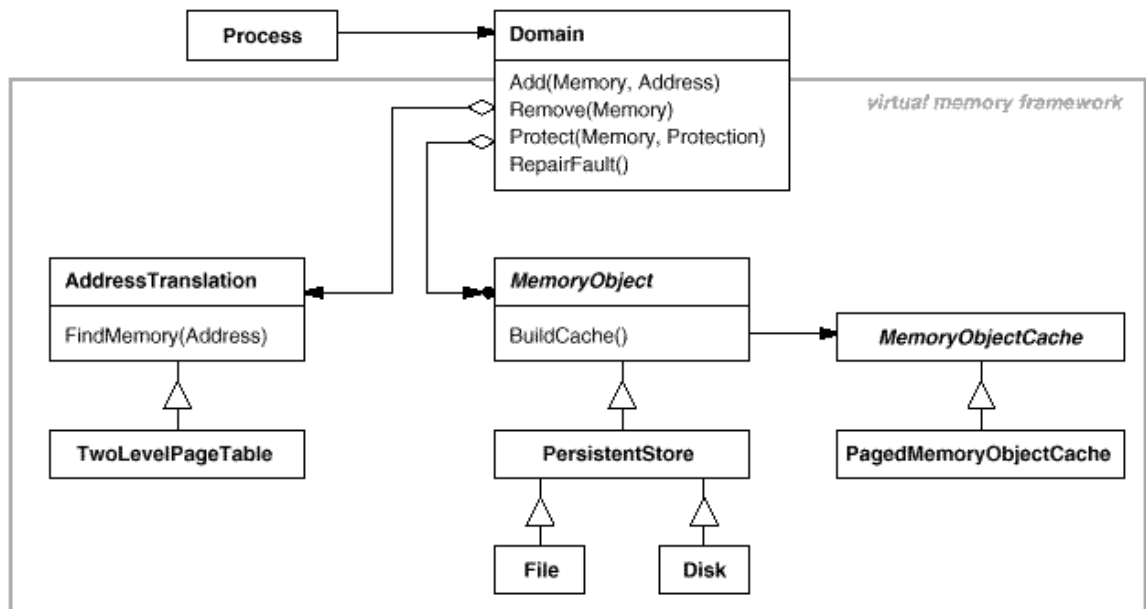 Process
Domain
Add(Memory, Address)
Remove(Memory)
Protect(Memory, Protection)
RepairFault()
virtual memory framework
AddressTranslation
FindMemory(Address)
MemoryObject
BuildCache()
MemoryObjectCache
TwoLevelPageTable
PersistentStore
PagedMemoryObjectCache
File
Disk